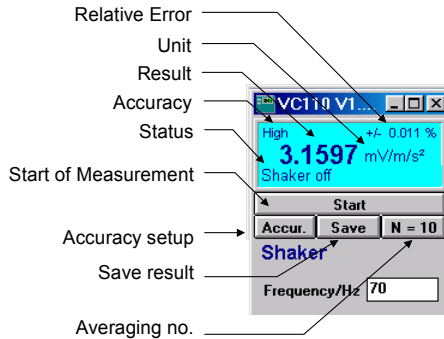 Relative Error
Unit
Result
Accuracy
Status
Start of Measurement
Accuracy setup
Save result
Averaging no.
VC110 V1...
High
+/- 0.011 %
3.1597 mV/m/s²
Shaker off
Start
Accur.
Save
N = 10
Shaker
Frequency/Hz
70